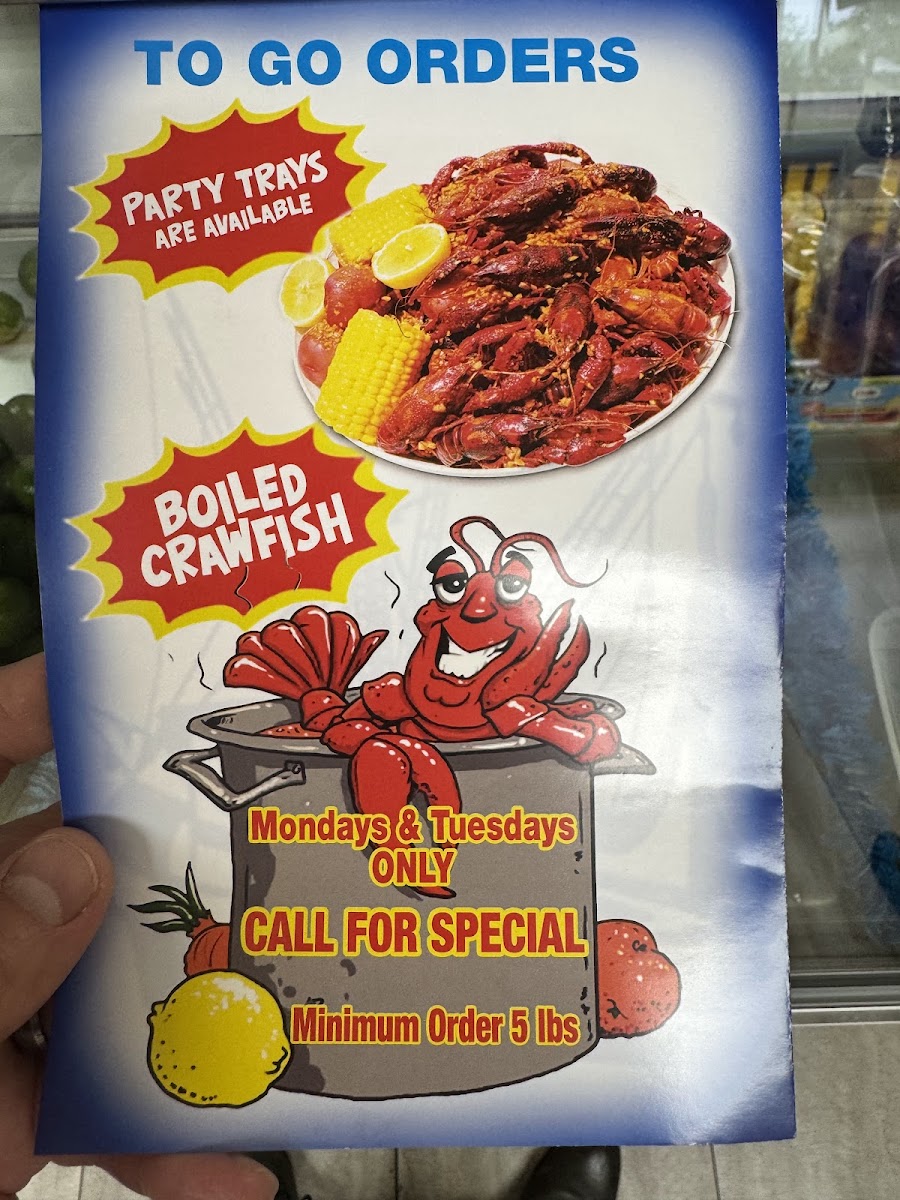 TO GO ORDERS
PARTY TRAYS
ARE AVAILABLE
BOILED
CRAWFISH
Mondays & Tuesdays
ONLY
CALL FOR SPECIAL
Minimum Order 5 lbs